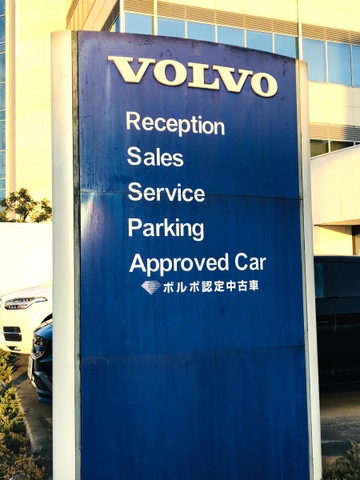 VOLVO
Reception
Sales
Service
Parking
Approved Car
ボルボ認定中古車